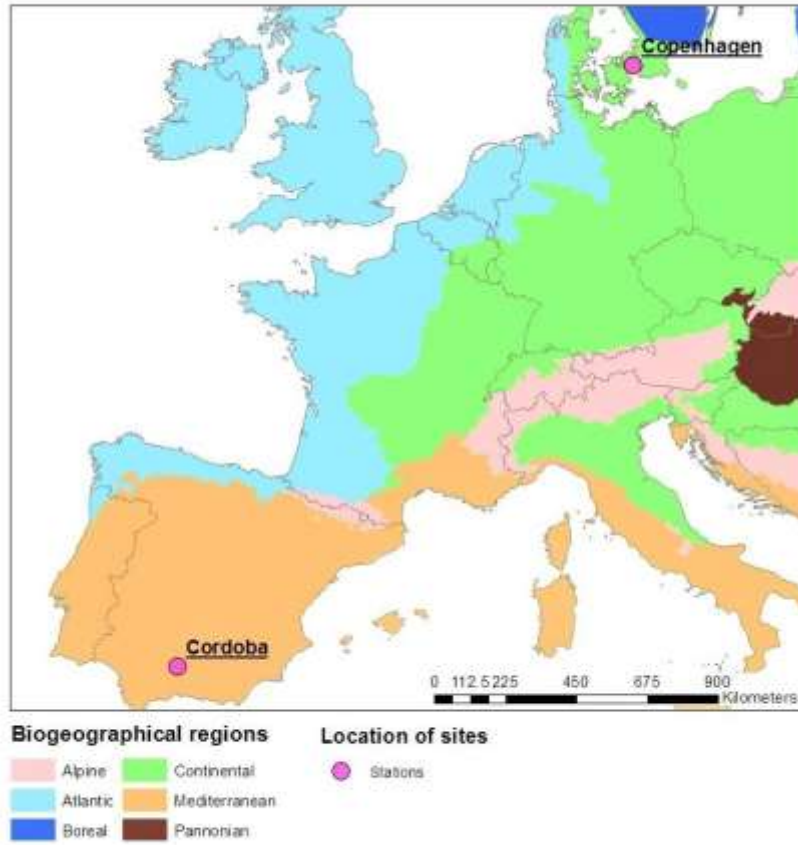 Copenhagen
Cordoba
0 112.5 225 450 675 900
Kilometers
Biogeographical regions
Location of sites
Alpine
Continental
Stations
Atlantic
Mediterranean
Boreal
Pannonian